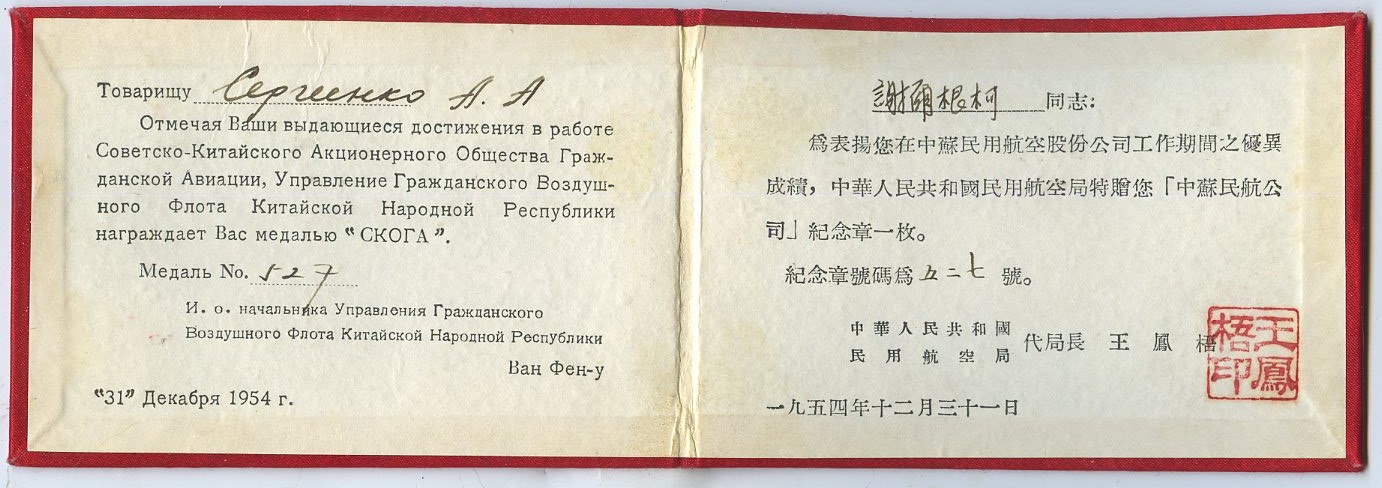 Товарищу Сергиенко А. А
Отмечая Ваши выдающиеся достижения в работе
Советско-Китайского Акционерного Общества Граж-
данской Авиации, Управление Гражданского Воздуш-
ного Флота Китайской Народной Республики
награждает Вас медалью “СКОГА”.
Медаль No. 527
И. о. начальника Управления Гражданского
Воздушного Флота Китайской Народной Республики
Ван Фен-у
“31” Декабря 1954 г.
謝爾根柯 同志:
為表揚您在中蘇民用航空股份公司工作期間之優異
成績，中華人民共和國民用航空局特贈您「中蘇民航公
司」紀念章一枚。
紀念章號碼為 五二七 號。
中華人民共和國
民用航空局 代局長 王鳳梧
王鳳梧印
一九五四年十二月三十一日